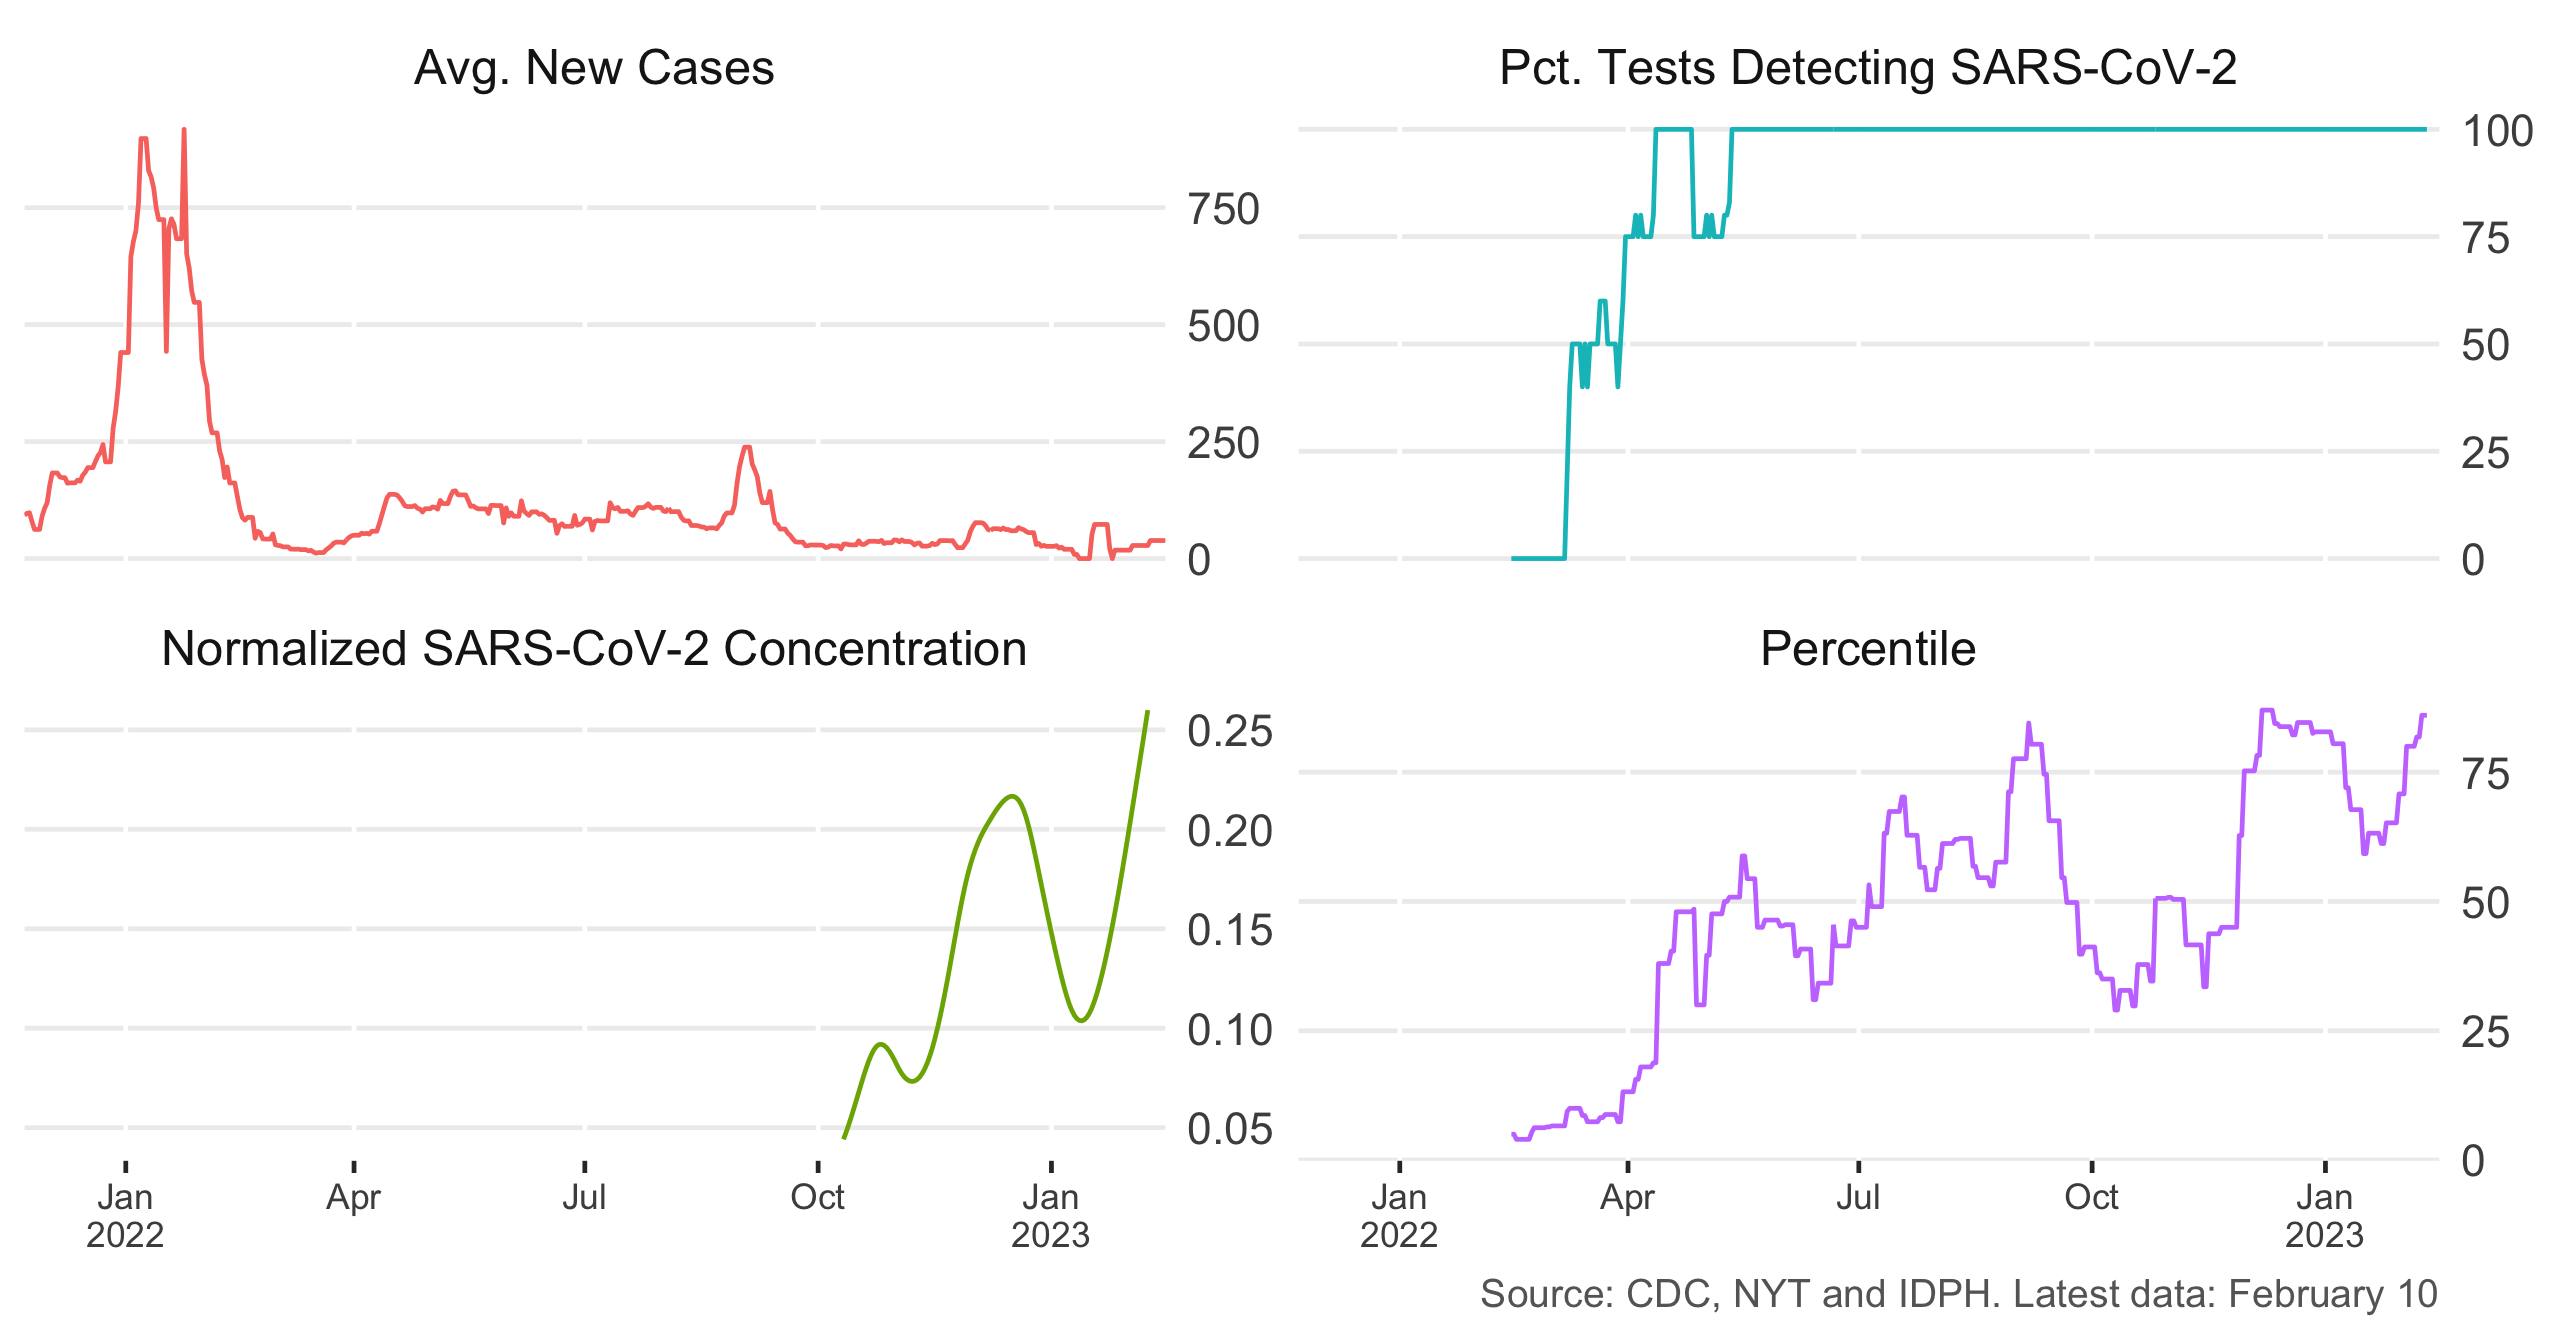 Avg. New Cases
750
500
250
0
Pct. Tests Detecting SARS-CoV-2
100
75
50
25
0
Normalized SARS-CoV-2 Concentration
0.25
0.20
0.15
0.10
0.05
Jan Apr Jul Oct Jan
2022 2023
Percentile
75
50
25
0
Jan Apr Jul Oct Jan
2022 2023
Source: CDC, NYT and IDPH. Latest data: February 10